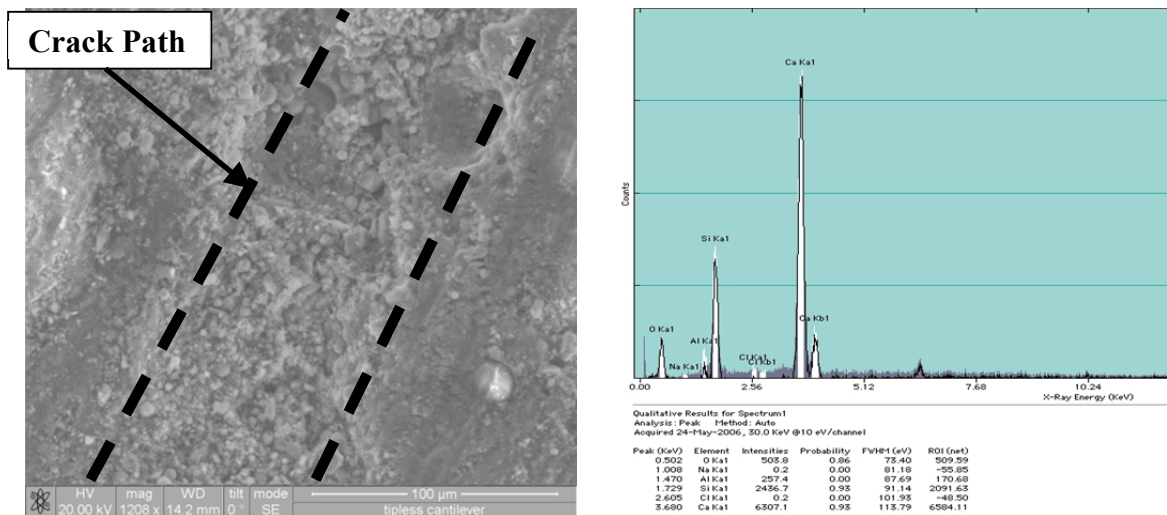 Crack Path
HV mag WD tilt mode
20.00 kV 1208 x 14.2 mm 0 ° SE
100 µm
tipless cantilever
Ca Ka1
Si Ka1
Ca Kb1
O Ka1
Al Ka1
Cl Ka1
Cl Kb1
Na Ka1
Counts
0.00 2.56 5.12 7.68 10.24
X-Ray Energy (KeV)
Qualitative Results for Spectrum1
Analysis: Peak Method: Auto
Acquired 24-May-2006, 30.0 KeV @10 eV/channel
Peak (KeV) Element Intensities Probability FWHM (eV) ROI (net)
0.502 O Ka1 503.8 0.86 73.40 509.59
1.008 Na Ka1 0.2 0.00 81.18 -55.85
1.470 Al Ka1 257.4 0.00 87.69 170.68
1.729 Si Ka1 2436.7 0.93 91.14 2091.63
2.605 Cl Ka1 0.2 0.00 101.93 -48.50
3.680 Ca Ka1 6307.1 0.93 113.79 6584.11